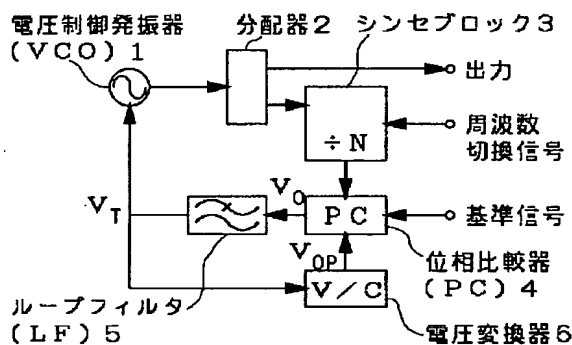 電圧制御発振器
(VCO)1
分配器2
シンセブロック3
出力
÷N
周波数
切換信号
V_T
V_O
PC
基準信号
V_OP
位相比較器
(PC)4
V/C
ループフィルタ
(LF)5
電圧変換器6